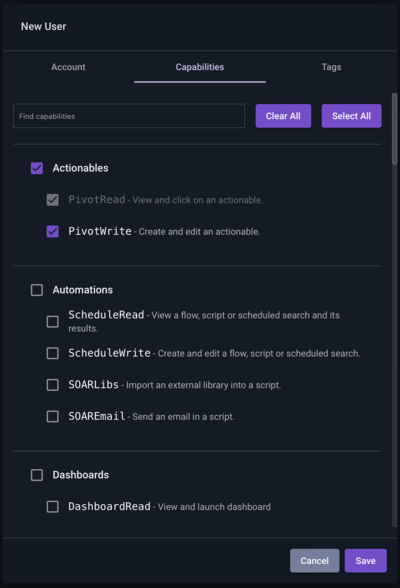 New User
Account Capabilities Tags
Find capabilities Clear All Select All
Actionables
PivotRead - View and click on an actionable.
PivotWrite - Create and edit an actionable.
Automations
ScheduleRead - View a flow, script or scheduled search and its
results.
ScheduleWrite - Create and edit a flow, script or scheduled search.
SOARLibs - Import an external library into a script.
SOAREmail - Send an email in a script.
Dashboards
DashboardRead - View and launch dashboard
Cancel Save